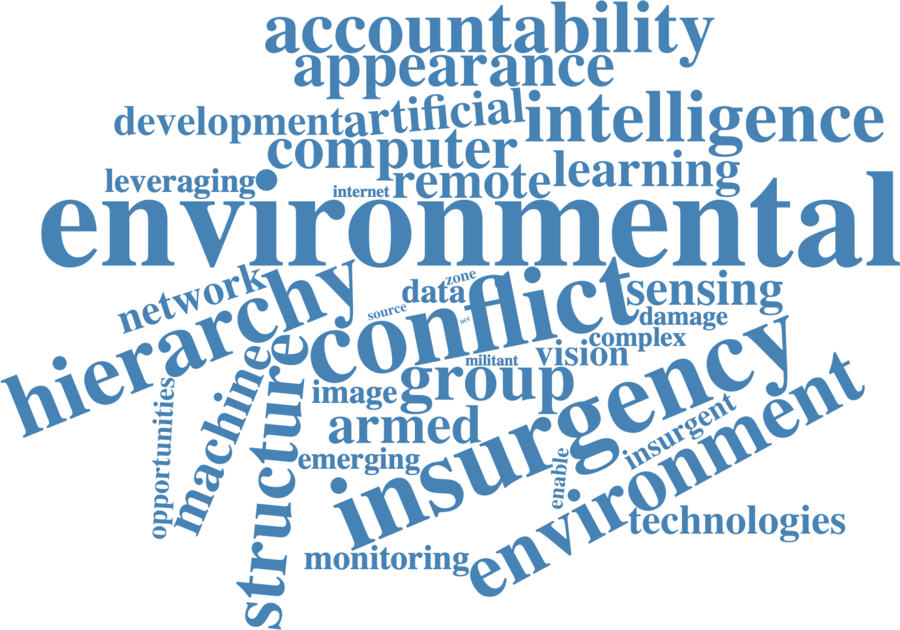 accountability
appearance
development artificial intelligence
computer
leveraging internet remote learning
environmental
network hierarchy data zone conflict sensing
source acc damage
complex
militant vision
machine structure image group insurgency
opportunities armed
emerging enable insurgent environment
technologies
monitoring